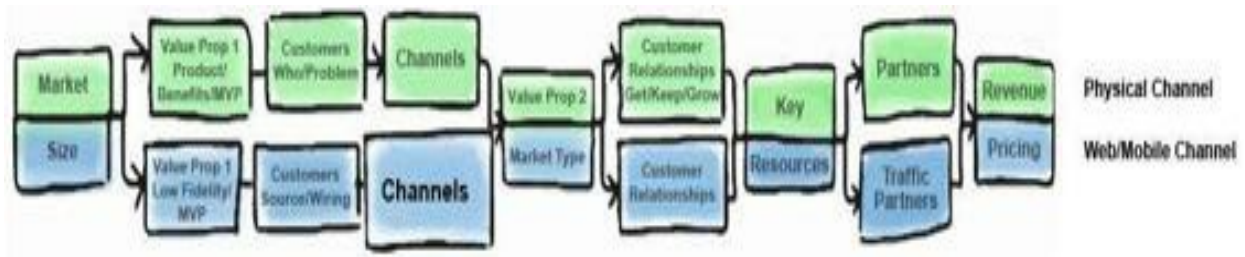 Market
Size
Value Prop 1
Product/
Benefits/MVP
Customers
Who/Problem
Channels
Value Prop 1
Low Fidelity/
MVP
Customers
Source/Wiring
Channels
Value Prop 2
Market Type
Customer
Relationships
Get/Keep/Grow
Customer
Relationships
Key
Resources
Partners
Traffic
Partners
Revenue
Pricing
Physical Channel
Web/Mobile Channel